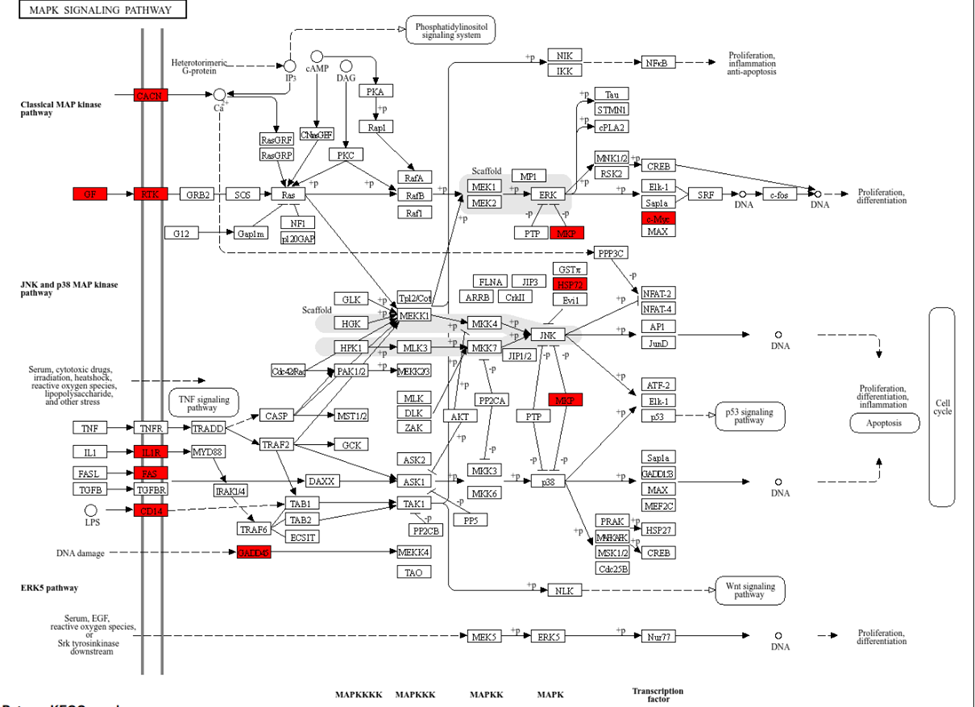 MAPK SIGNALING PATHWAY
Phosphatidylinositol
signaling system
Heterotorimeric
G-protein
IP3
cAMP
DAG
+p
NIK
IKK
NFκB
Proliferation,
inflammation
anti-apoptosis
Classical MAP kinase
pathway
CACN
Ca2+
PKA
+p
Rap1
RasGRF
RasGRP
CNasGEF
PKC
+p
Tau
STMN1
+p
cPLA2
GF
RTK
GRB2
SOS
Ras
+p
+p
RafA
RafB
Raf1
+p
+p
Scaffold
MEK1
MEK2
MP1
+p
ERK
+p
+p
MNK1/2
RSK2
+p
CREB
Elk-1
Sap1a
c-Myc
MAX
SRF
DNA
c-fos
DNA
Proliferation,
differentiation
G12
Gap1m
NF1
p120GAP
-p
-p
PTP
MKP
PPP3C
-p
JNK and p38 MAP kinase
pathway
Scaffold
GLK
HGK
HPK1
+p
+p
+p
+p
Tpl2/Cot
MEKK1
MLK3
MEKK2/3
FLNA
JIP3
ARRB
CrkII
GSTπ
HSP72
Evi1
MKK4
MKK7
+p
+p
+p
+p
JNK
JIP1/2
+p
+p
NFAT-2
NFAT-4
AP1
JunD
DNA
Serum, cytotoxic drugs,
irradiation, heatshock,
reactive oxygen species,
lipopolysaccharide,
and other stress
TNF signaling
pathway
Cdc42/Rac
PAK1/2
+p
CASP
MST1/2
MLK
DLK
ZAK
+p
-p
PP2CA
AKT
+p
-p
-p
-p
PTP
MKP
-p
-p
+p
+p
ATF-2
Elk-1
p53
p53 signaling
pathway
Proliferation,
differentiation,
inflammation
Apoptosis
Cell
cycle
TNF
TNFR
TRADD
IL1
IL1R
MYD88
TRAF2
GCK
FASL
FAS
DAXX
ASK2
ASK1
+p
+p
MKK3
MKK6
+p
p38
+p
Sap1a
GADD153
MAX
MEF2C
DNA
TGFB
TGFBR
IRAK1/4
LPS
CD14
TRAF6
TAB1
TAB2
ECSIT
TAK1
-p
PP2CB
-p
PP5
+p
PRAK
MAPKAPK
MSK1/2
Cdc25B
+p
+p
HSP27
CREB
DNA damage
GADD45
MEKK4
TAO
ERK5 pathway
+p
NLK
Wnt signaling
pathway
Serum, EGF,
reactive oxygen species,
or
Srk tyrosinkinase
downstream
MEK5
+p
ERK5
+p
Nur77
DNA
Proliferation,
differentiation
MAPKKKK
MAPKKK
MAPKK
MAPK
Transcription
factor